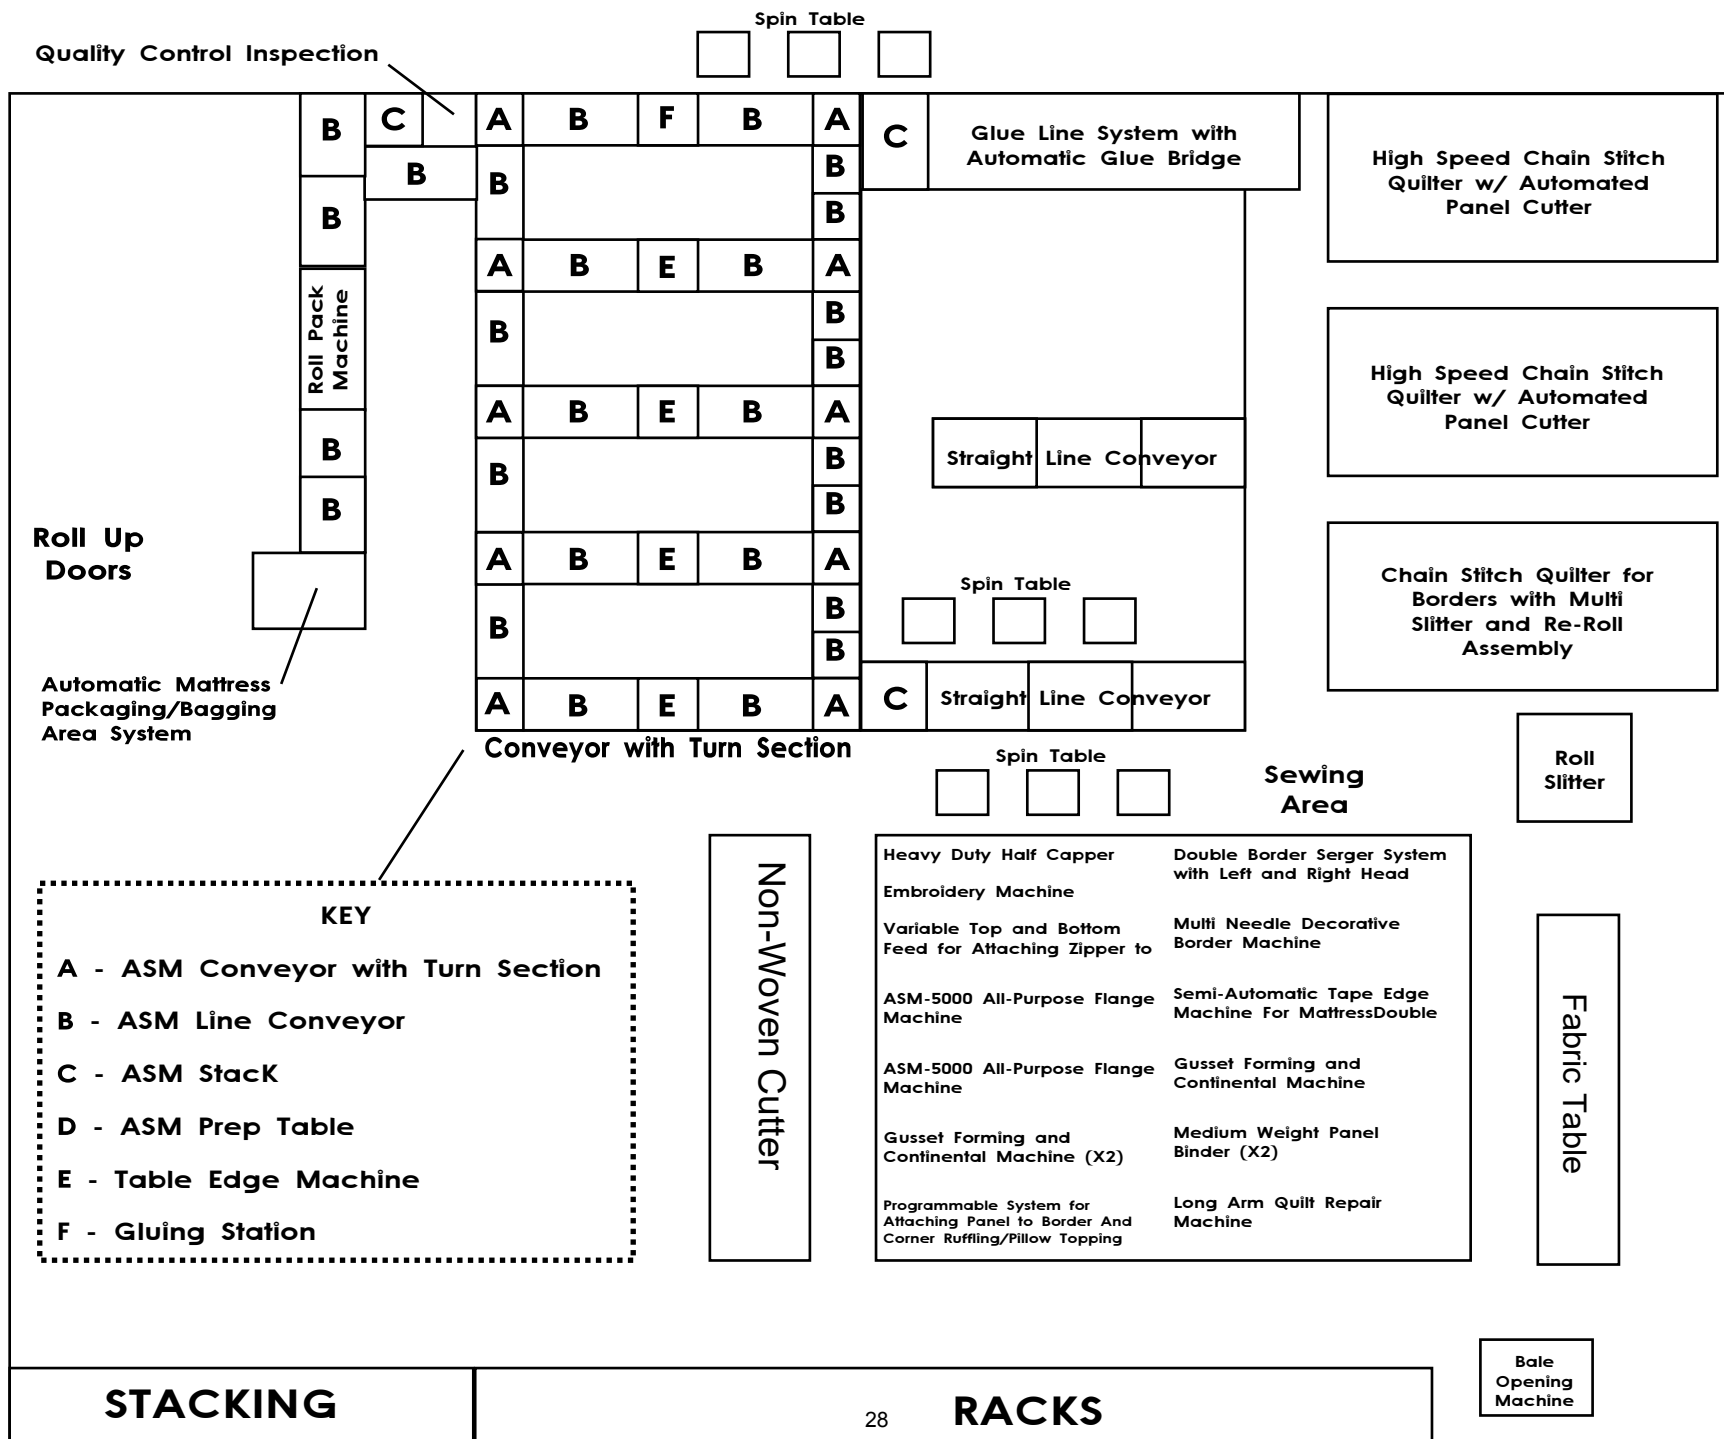 Spin Table
Quality Control Inspection
B
C
A
B
F
B
A
C
Glue Line System with
Automatic Glue Bridge
High Speed Chain Stitch
Quilter w/ Automated
Panel Cutter
B
B
B
B
B
A
B
E
B
A
Roll Pack
Machine
B
B
B
High Speed Chain Stitch
Quilter w/ Automated
Panel Cutter
A
B
E
B
A
B
B
B
B
B
Straight Line Conveyor
Roll Up
Doors
A
B
E
B
A
Spin Table
Chain Stitch Quilter for
Borders with Multi
Slitter and Re-Roll
Assembly
B
B
B
Automatic Mattress
Packaging/Bagging
Area System
A
B
E
B
A
C
Straight Line Conveyor
Conveyor with Turn Section
Spin Table
Sewing
Area
Roll
Slitter
KEY
A - ASM Conveyor with Turn Section
B - ASM Line Conveyor
C - ASM StacK
D - ASM Prep Table
E - Table Edge Machine
F - Gluing Station
Non-Woven Cutter
Heavy Duty Half Capper
Embroidery Machine
Variable Top and Bottom
Feed for Attaching Zipper to
ASM-5000 All-Purpose Flange
Machine
ASM-5000 All-Purpose Flange
Machine
Gusset Forming and
Continental Machine (X2)
Programmable System for
Attaching Panel to Border And
Corner Ruffling/Pillow Topping
Double Border Serger System
with Left and Right Head
Multi Needle Decorative
Border Machine
Semi-Automatic Tape Edge
Machine For MattressDouble
Gusset Forming and
Continental Machine
Medium Weight Panel
Binder (X2)
Long Arm Quilt Repair
Machine
Fabric Table
Bale
Opening
Machine
STACKING
28
RACKS